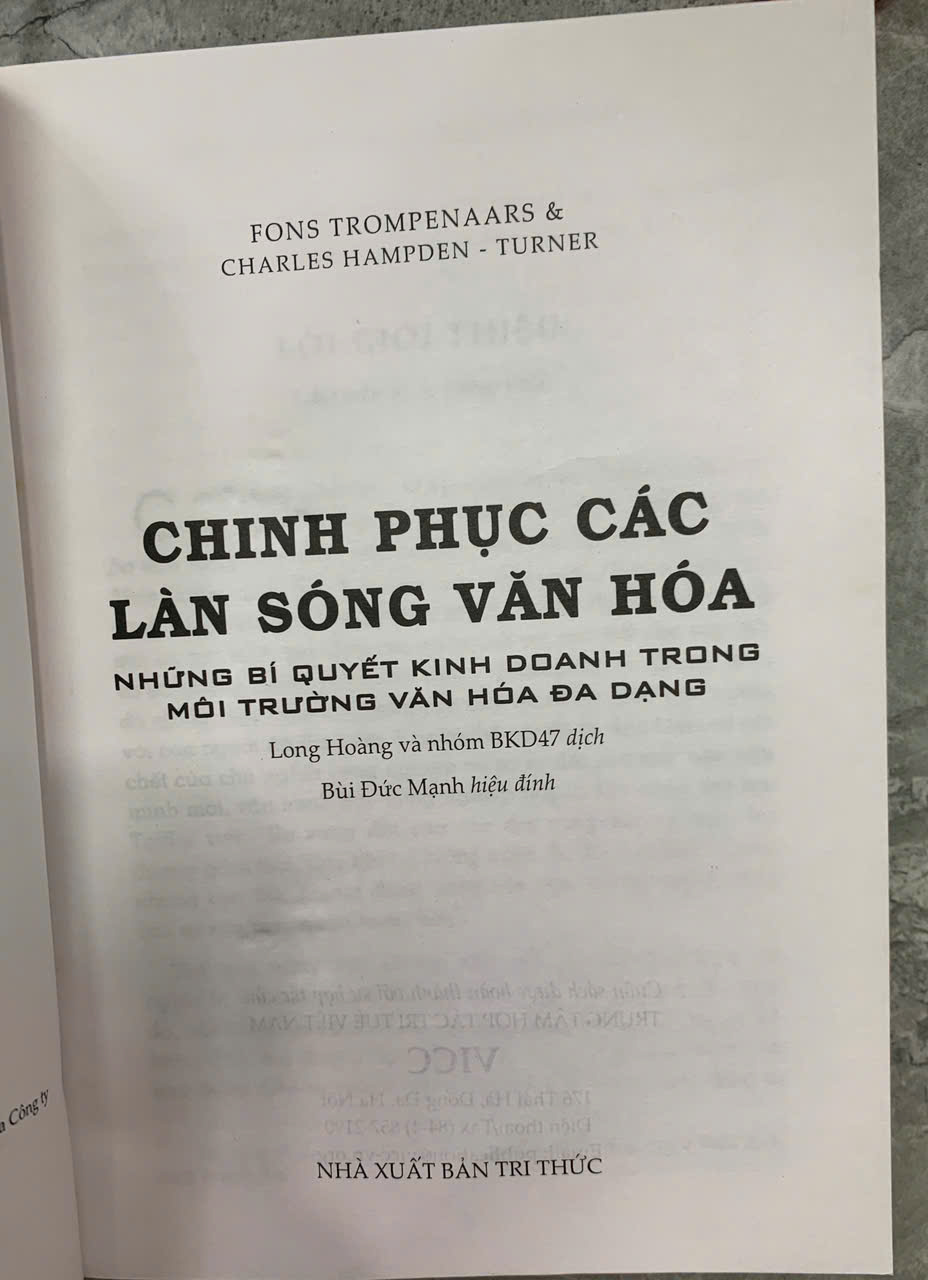 FONS TROMPENAARS &
CHARLES HAMPDEN - TURNER
CHINH PHỤC CÁC
LÀN SÓNG VĂN HÓA
NHỮNG BÍ QUYẾT KINH DOANH TRONG
MÔI TRƯỜNG VĂN HÓA ĐA DẠNG
Long Hoàng và nhóm BKD47 dịch
Bùi Đức Mạnh hiệu đính
NHÀ XUẤT BẢN TRI THỨC
a Công ty